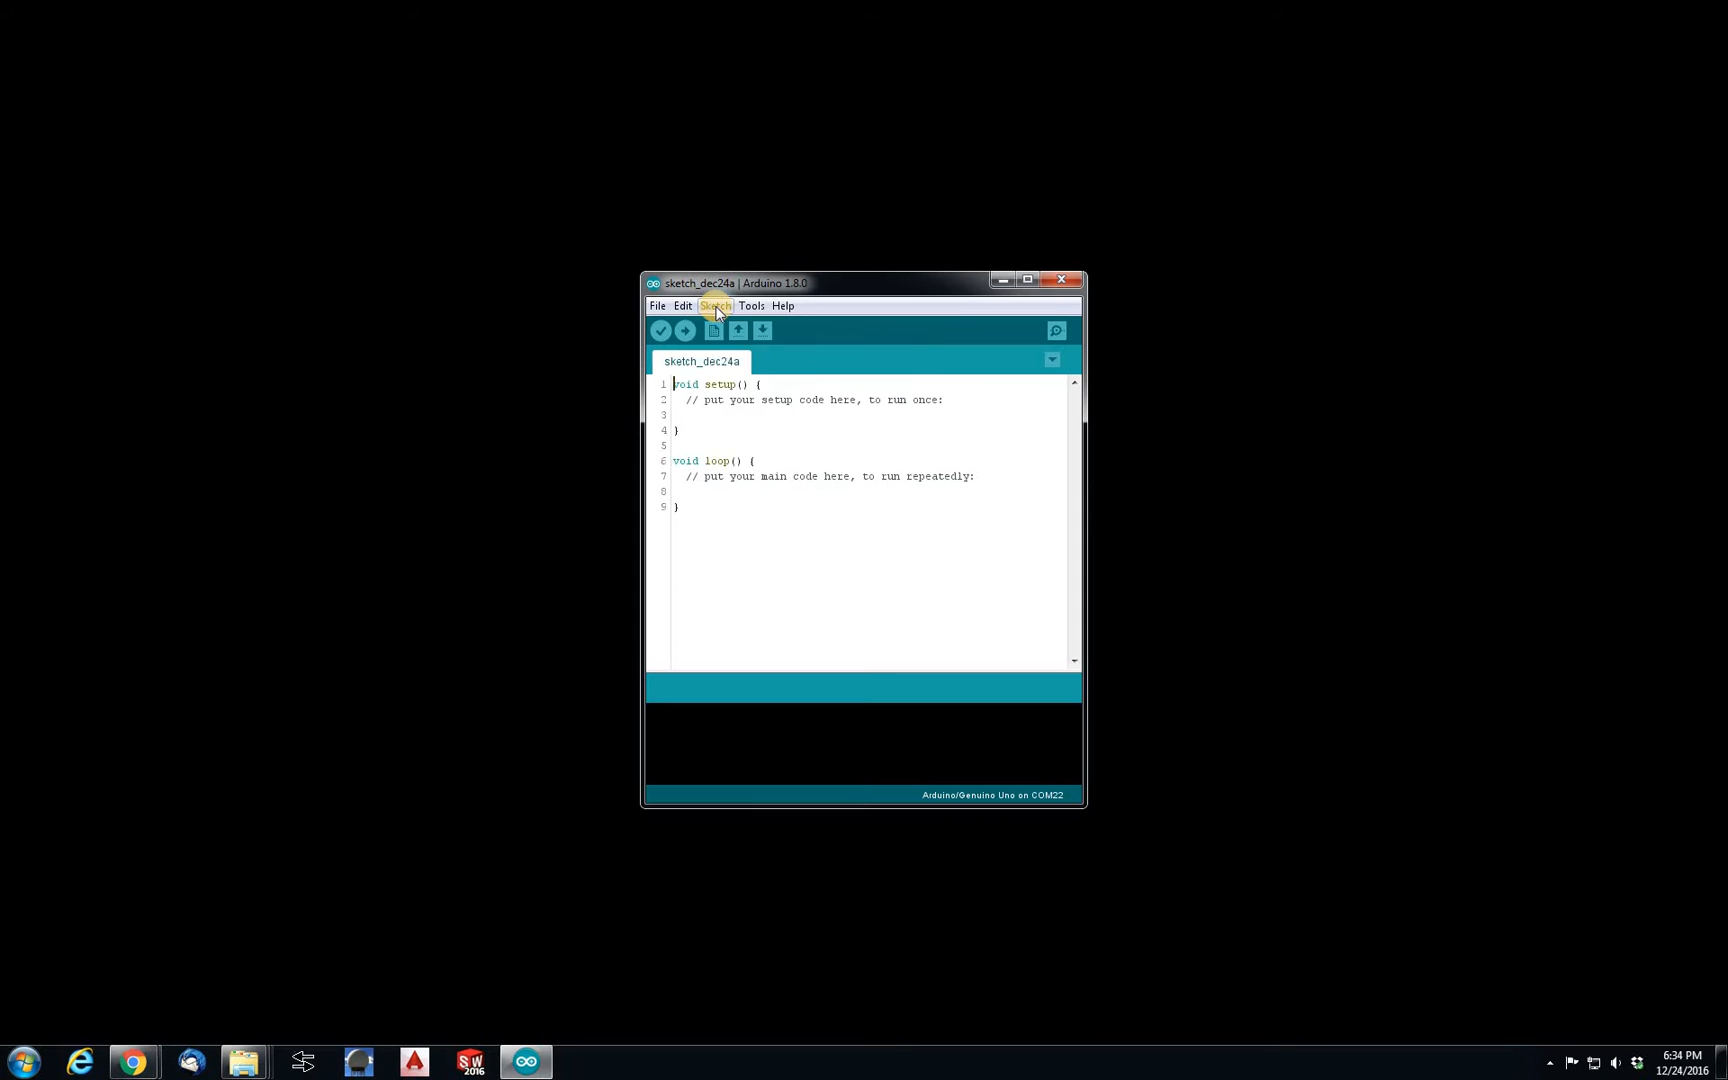 sketch_dec24a | Arduino 1.8.0
File Edit Sketch Tools Help
sketch_dec24a
1 void setup() {
2 // put your setup code here, to run once:
3
4 }
5
6 void loop() {
7 // put your main code here, to run repeatedly:
8
9 }
Arduino/Genuino Uno on COM22
SW
2016
6:34 PM
12/24/2016